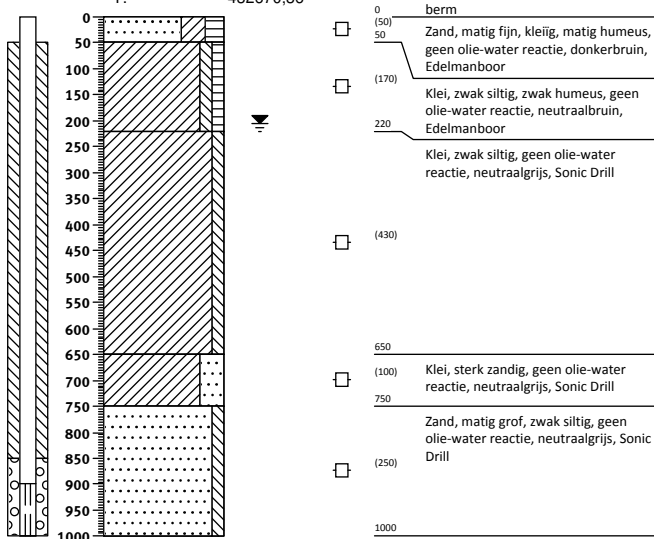 0
50
100
150
200
250
300
350
400
450
500
550
600
650
700
750
800
850
900
950
1000
0 berm
(50) Zand, matig fijn, kleiïg, matig humeus,
50 geen olie-water reactie, donkerbruin,
Edelmanboor
(170) Klei, zwak siltig, zwak humeus, geen
olie-water reactie, neutraalbruin,
220 Edelmanboor
Klei, zwak siltig, geen olie-water
reactie, neutraalgrijs, Sonic Drill
(430)
650
(100) Klei, sterk zandig, geen olie-water
reactie, neutraalgrijs, Sonic Drill
750
Zand, matig grof, zwak siltig, geen
olie-water reactie, neutraalgrijs, Sonic
Drill
(250)
1000